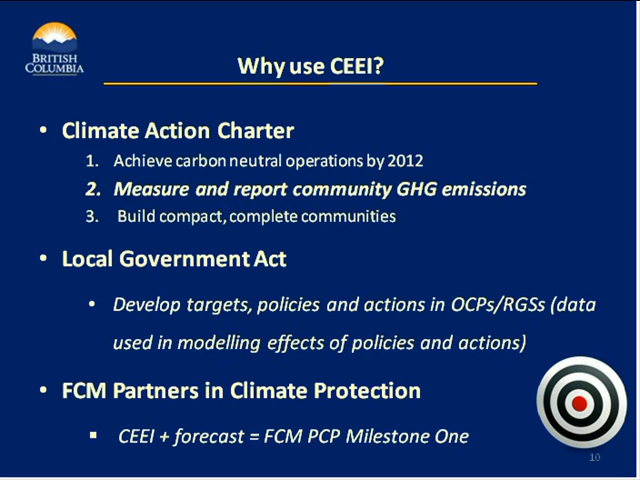 BRITISH
COLUMBIA
Why use CEEI?
• Climate Action Charter
1. Achieve carbon neutral operations by 2012
2. Measure and report community GHG emissions
3. Build compact, complete communities
• Local Government Act
• Develop targets, policies and actions in OCPs/RGSs (data
used in modelling effects of policies and actions)
• FCM Partners in Climate Protection
▪ CEEI + forecast = FCM PCP Milestone One
10